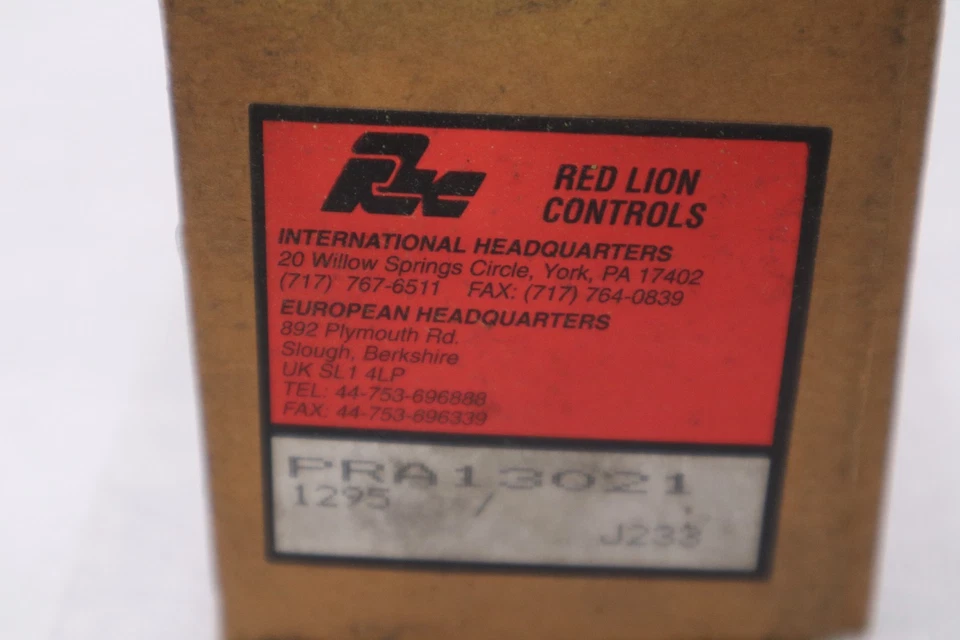 RLC
RED LION
CONTROLS
INTERNATIONAL HEADQUARTERS
20 Willow Springs Circle, York, PA 17402
(717) 767-6511 FAX: (717) 764-0839
EUROPEAN HEADQUARTERS
892 Plymouth Rd.
Slough, Berkshire
UK SL1 4LP
TEL: 44-753-696888
FAX: 44-753-696339
PRA13021
1295
J233